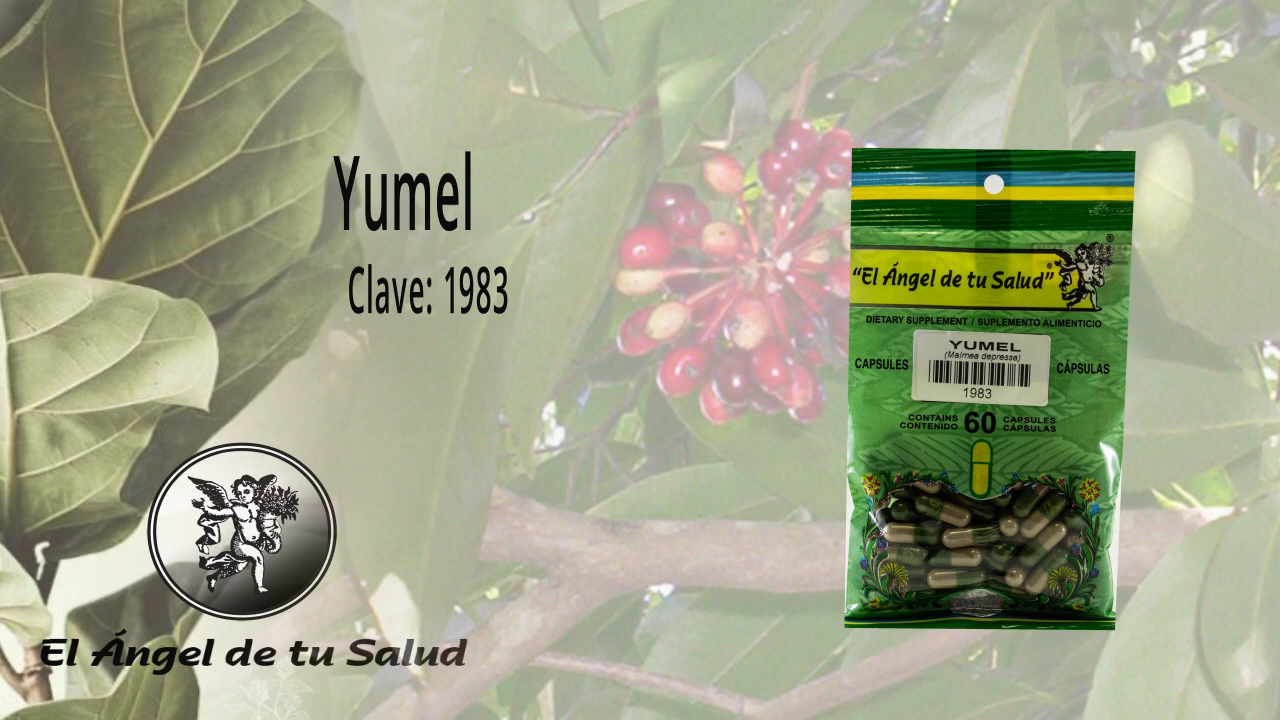 Yumel
Clave: 1983
El Ángel de tu Salud
®
"El Ángel de tu Salud"®
DIETARY SUPPLEMENT / SUPLEMENTO ALIMENTICIO
YUMEL
(Malmea depressa)
CAPSULES
CÁPSULAS
1983
CONTAINS 60 CAPSULES
CONTENIDO CÁPSULAS